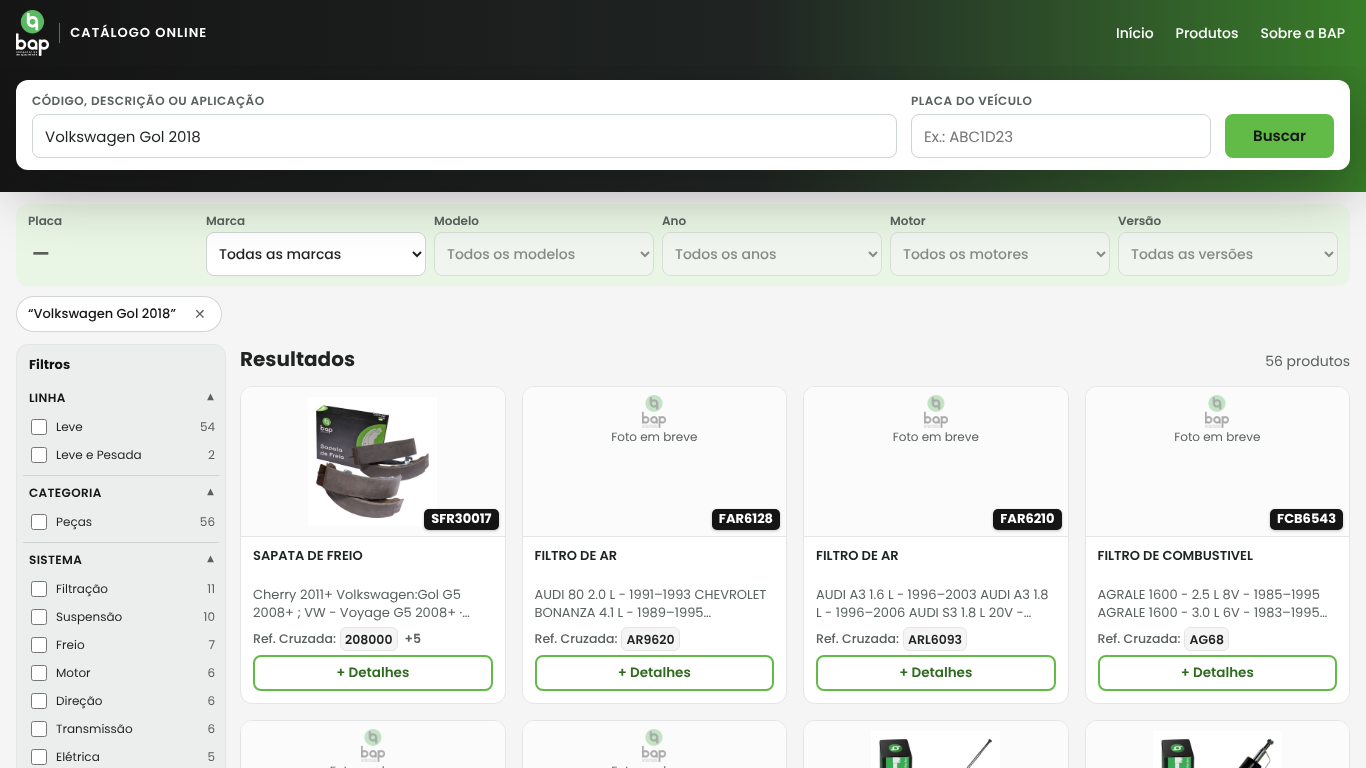 bap
CATÁLOGO ONLINE
Início
Produtos
Sobre a BAP
CÓDIGO, DESCRIÇÃO OU APLICAÇÃO
Volkswagen Gol 2018
PLACA DO VEÍCULO
Ex.: ABC1D23
Buscar
Placa
—
Marca
Todas as marcas
Modelo
Todos os modelos
Ano
Todos os anos
Motor
Todos os motores
Versão
Todas as versões
“Volkswagen Gol 2018” ×
Filtros
LINHA
Leve 54
Leve e Pesada 2
CATEGORIA
Peças 56
SISTEMA
Filtração 11
Suspensão 10
Freio 7
Motor 6
Direção 6
Transmissão 6
Elétrica 5
Resultados
56 produtos
bap
Sapata de Freio
SFR30017
SAPATA DE FREIO
Cherry 2011+ Volkswagen:Gol G5
2008+ ; VW - Voyage G5 2008+ ·...
Ref. Cruzada: 208000 +5
+ Detalhes
bap
Foto em breve
FAR6128
FILTRO DE AR
AUDI 80 2.0 L - 1991–1993 CHEVROLET
BONANZA 4.1 L - 1989–1995...
Ref. Cruzada: AR9620
+ Detalhes
bap
Foto em breve
FAR6210
FILTRO DE AR
AUDI A3 1.6 L - 1996–2003 AUDI A3 1.8
L - 1996–2006 AUDI S3 1.8 L 20V -...
Ref. Cruzada: ARL6093
+ Detalhes
bap
Foto em breve
FCB6543
FILTRO DE COMBUSTIVEL
AGRALE 1600 - 2.5 L 8V - 1985–1995
AGRALE 1600 - 3.0 L 6V - 1983–1995...
Ref. Cruzada: AG68
+ Detalhes
bap
bap